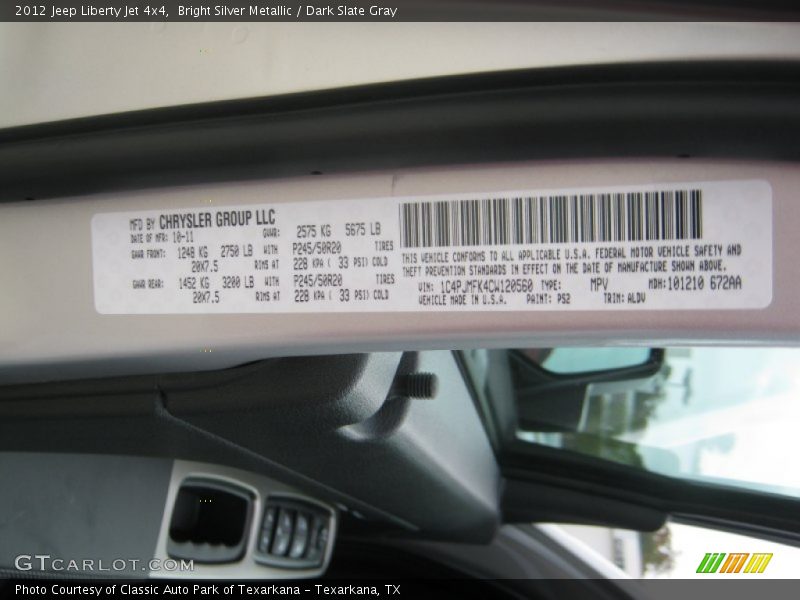 2012 Jeep Liberty Jet 4x4,  Bright Silver Metallic / Dark Slate Gray
MFD BY CHRYSLER GROUP LLC
DATE OF MFR: 10-11 GVWR: 2575 KG 5675 LB
GAWR FRONT: 1248 KG 2750 LB WITH P245/50R20 TIRES
20X7.5 RIMS AT 228 KPA ( 33 PSI) COLD
GAWR REAR: 1452 KG 3200 LB WITH P245/50R20 TIRES
20X7.5 RIMS AT 228 KPA ( 33 PSI) COLD
THIS VEHICLE CONFORMS TO ALL APPLICABLE U.S.A. FEDERAL MOTOR VEHICLE SAFETY AND
THEFT PREVENTION STANDARDS IN EFFECT ON THE DATE OF MANUFACTURE SHOWN ABOVE.
VIN: 1C4PJMFK4CW120560 TYPE: MPV MDH:101210 672AA
VEHICLE MADE IN U.S.A. PAINT: PS2 TRIM: ALDV
GTCARLOT.COM
Photo Courtesy of Classic Auto Park of Texarkana - Texarkana, TX